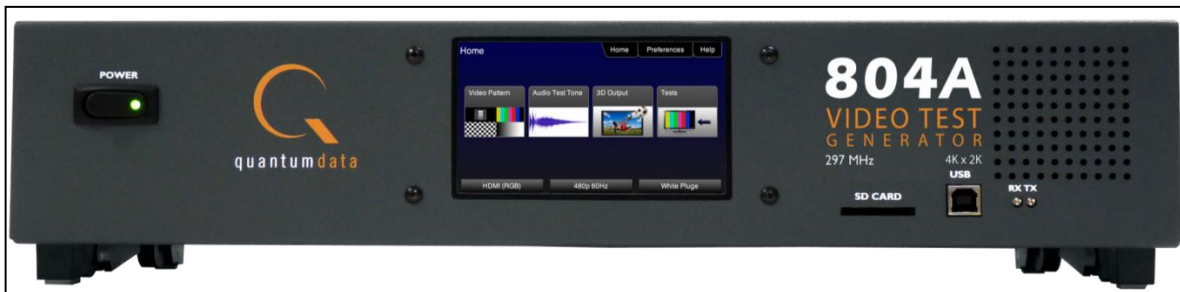 POWER
quantumdata
Home
Home Preferences Help
Video Pattern Audio Test Tone 3D Output Tests
HDMI (RGB) 480p 60Hz White Pluge
804A
VIDEO TEST
GENERATOR
297 MHz 4K x 2K
SD CARD
USB
RX TX